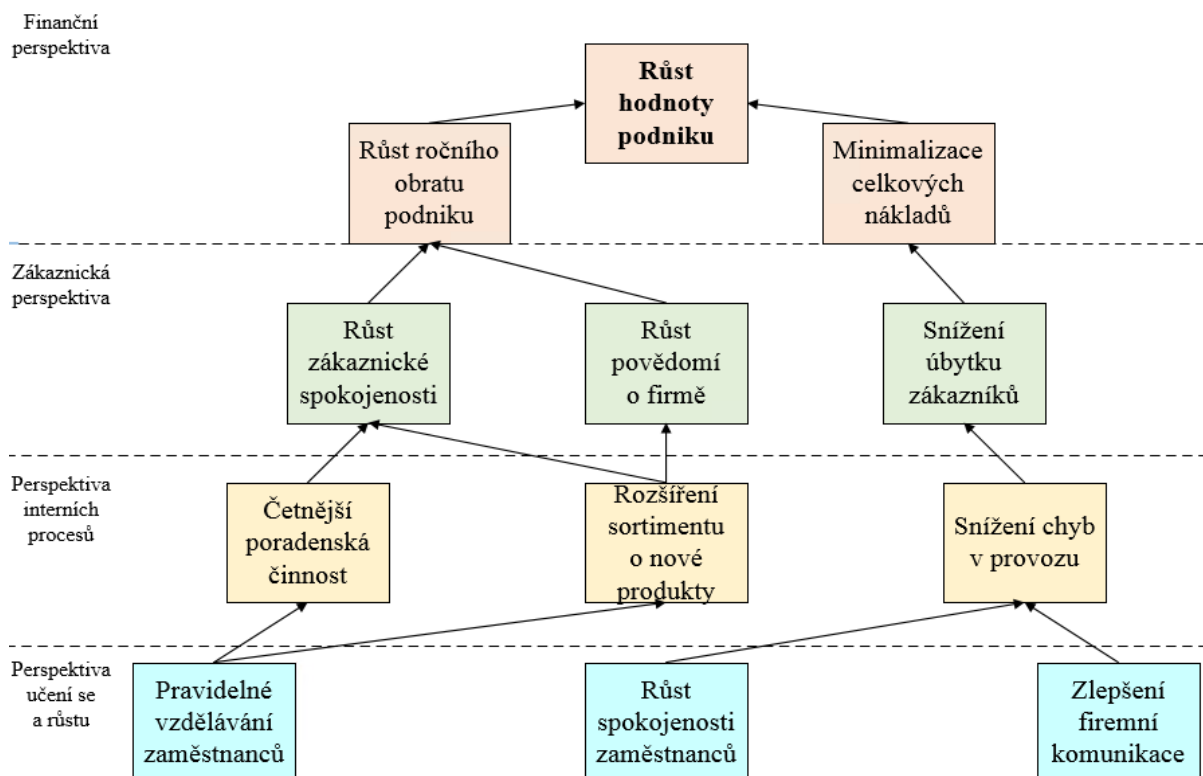 Finanční
perspektiva
Růst
hodnoty
podniku
Růst ročního
obratu
podniku
Minimalizace
celkových
nákladů
Zákaznická
perspektiva
Růst
zákaznické
spokojenosti
Růst
povědomí
o firmě
Snížení
úbytku
zákazníků
Perspektiva
interních
procesů
Četnější
poradenská
činnost
Rozšíření
sortimentu
o nové
produkty
Snížení chyb
v provozu
Perspektiva
učení se
a růstu
Pravidelné
vzdělávání
zaměstnanců
Růst
spokojenosti
zaměstnanců
Zlepšení
firemní
komunikace